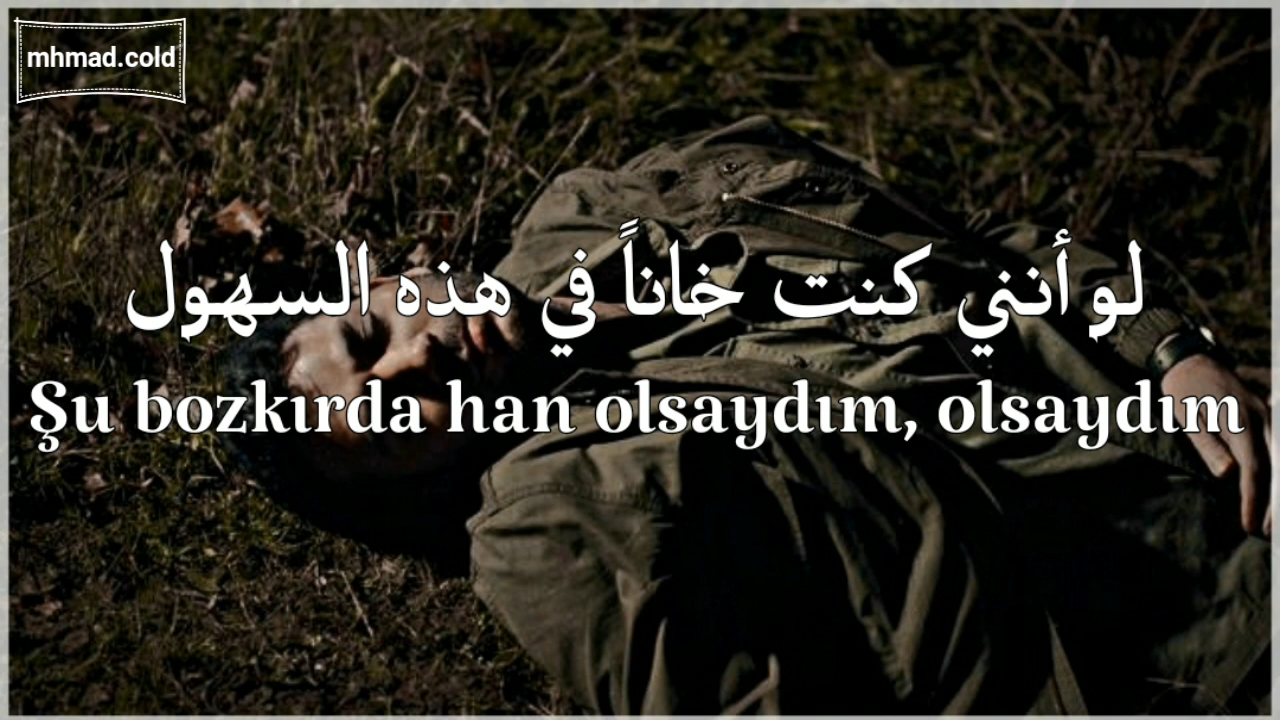 mhmad.cold
لو أنني كنت خاناً في هذه السهول
Şu bozkırda han olsaydım, olsaydım